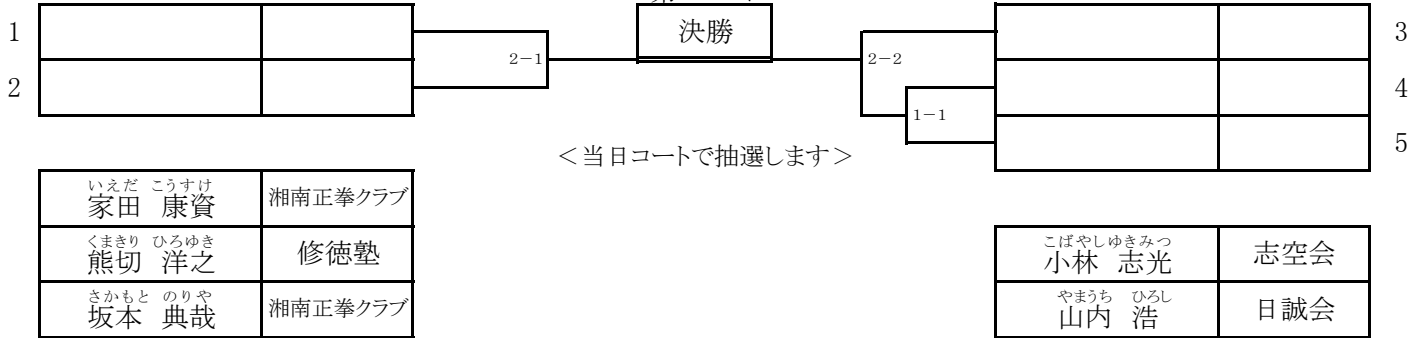 決勝
1
2
2-1
2-2
1-1
3
4
5
＜当日コートで抽選します＞
いえだ こうすけ
家田 康資 湘南正拳クラブ
くまきり ひろゆき
熊切 洋之 修徳塾
さかもと のりや
坂本 典哉 湘南正拳クラブ
こばやしゆきみつ
小林 志光 志空会
やまうち ひろし
山内 浩 日誠会